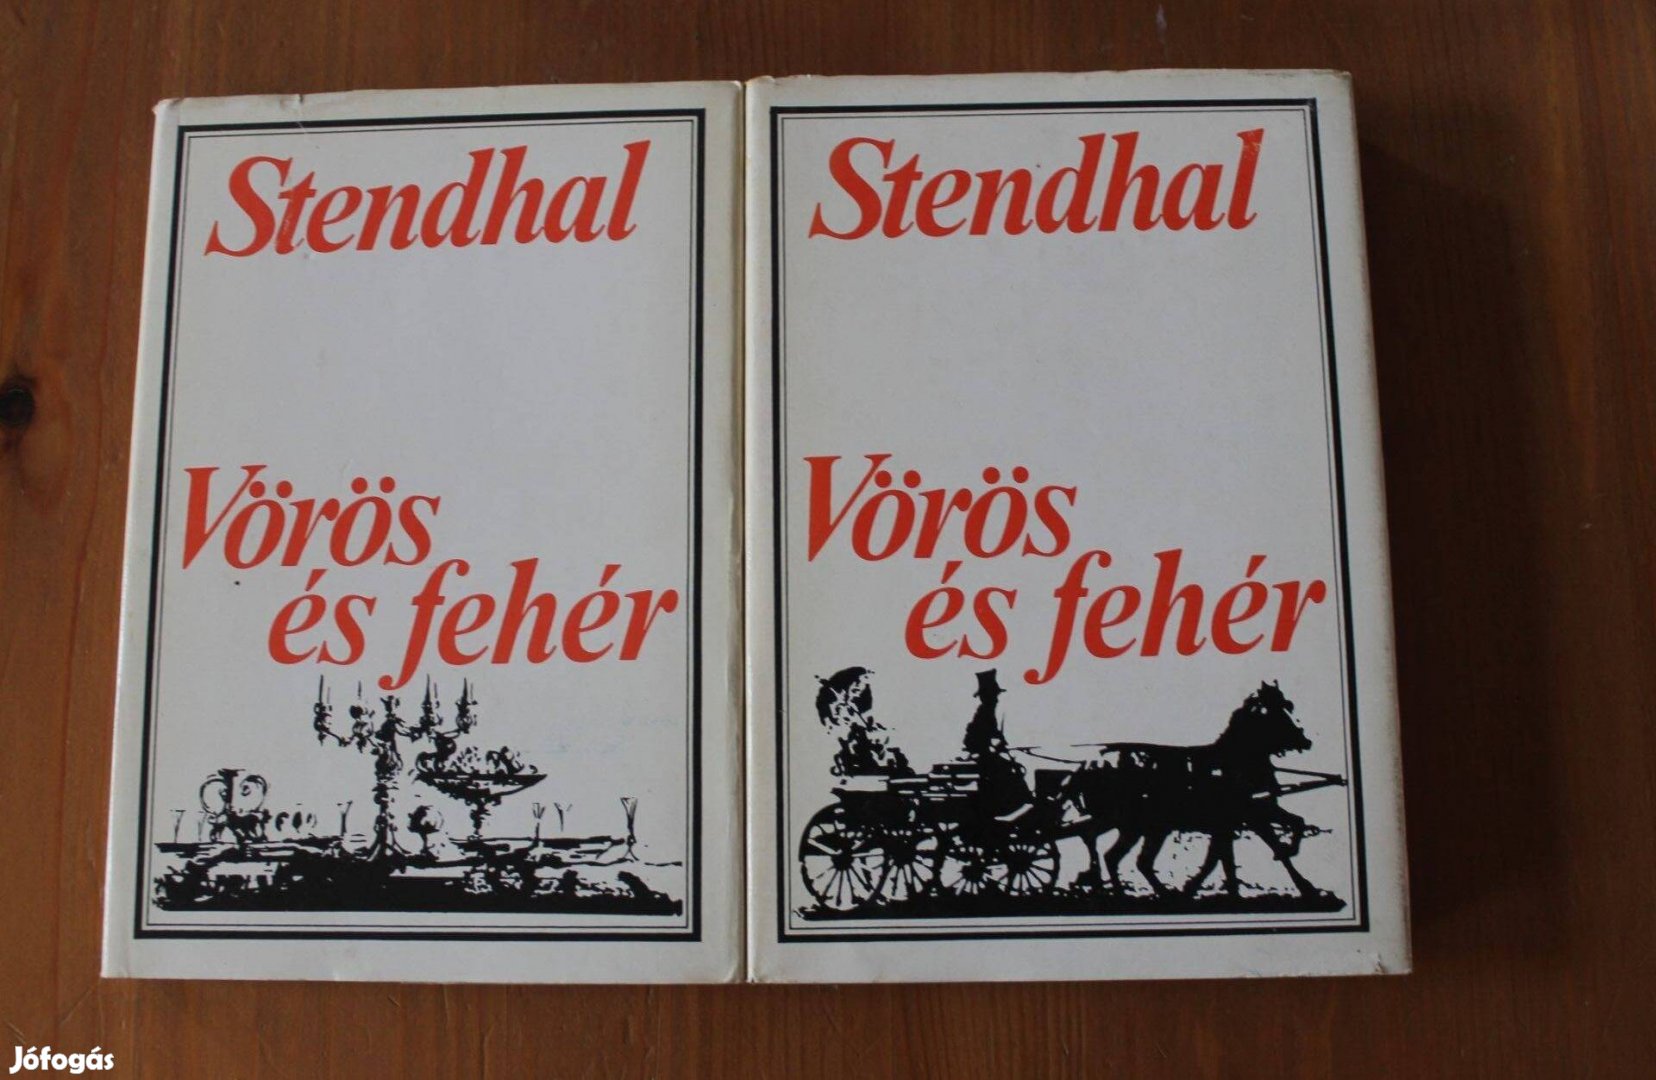 Stendhal
Vörös
és fehér
Stendhal
Vörös
és fehér
Jófogás